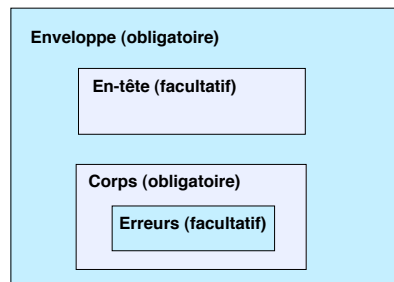 Enveloppe (obligatoire)
En-tête (facultatif)
Corps (obligatoire)
Erreurs (facultatif)